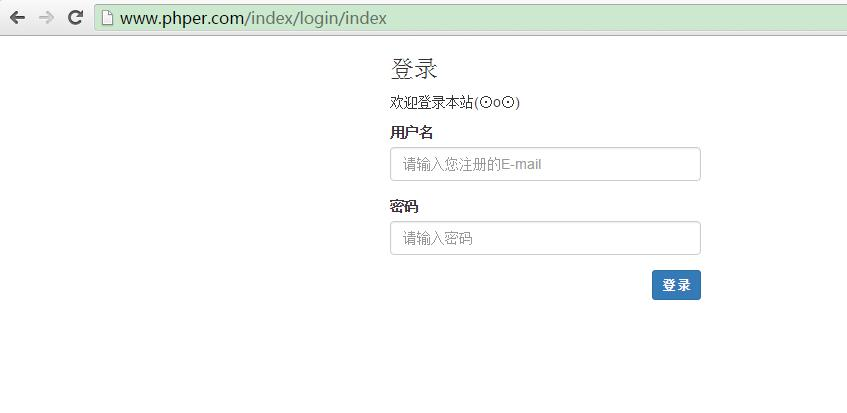 www.phper.com/index/login/index
登录
欢迎登录本站(⊙o⊙)
用户名
请输入您注册的E-mail
密码
请输入密码
登录